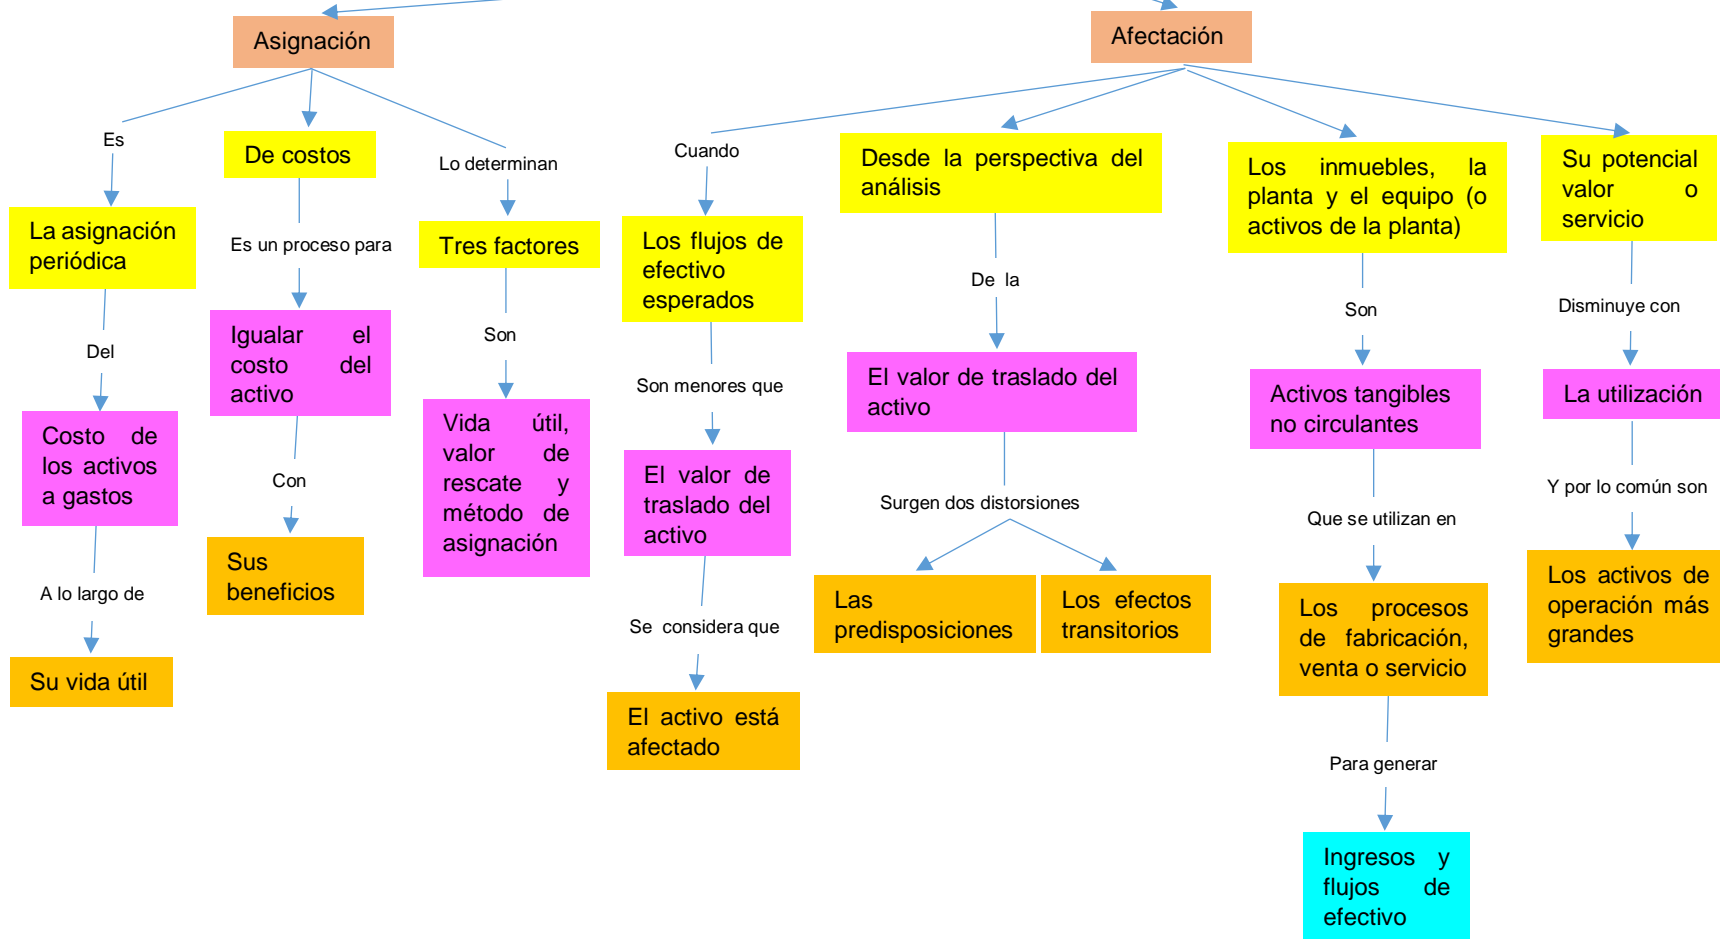 Asignación
Afectación
Es
De costos
Lo determinan
Cuando
Desde la perspectiva del
análisis
Los inmuebles, la
planta y el equipo (o
activos de la planta)
Su potencial
valor o
servicio
La asignación
periódica
Es un proceso para
Tres factores
Los flujos de
efectivo
esperados
De la
Son
Disminuye con
Del
Igualar el
costo del
activo
Son
Son menores que
El valor de traslado del
activo
Activos tangibles
no circulantes
La utilización
Costo de
los activos
a gastos
Con
Vida útil,
valor de
rescate y
método de
asignación
El valor de
traslado del
activo
Surgen dos distorsiones
Que se utilizan en
Y por lo común son
A lo largo de
Sus
beneficios
Se considera que
Las
predisposiciones
Los efectos
transitorios
Los procesos
de fabricación,
venta o servicio
Los activos de
operación más
grandes
Su vida útil
El activo está
afectado
Para generar
Ingresos y
flujos de
efectivo